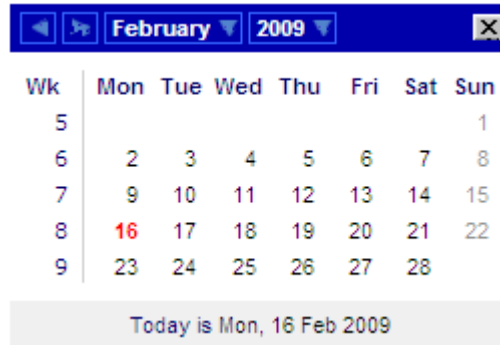 February 2009 X
Wk Mon Tue Wed Thu Fri Sat Sun
5 1
6 2 3 4 5 6 7 8
7 9 10 11 12 13 14 15
8 16 17 18 19 20 21 22
9 23 24 25 26 27 28
Today is Mon, 16 Feb 2009